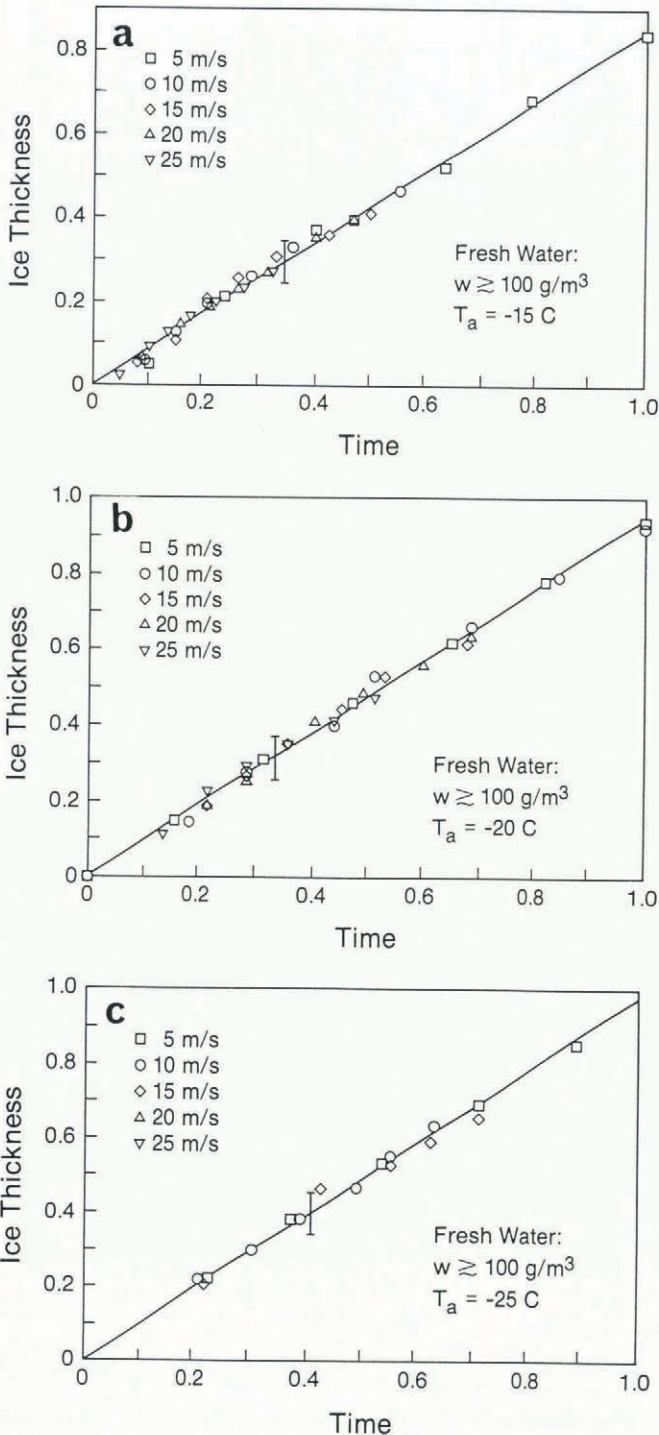 a
□ 5 m/s
○ 10 m/s
◇ 15 m/s
△ 20 m/s
▽ 25 m/s
Ice Thickness
0.8
0.6
0.4
0.2
0
Fresh Water:
w ≳ 100 g/m³
Tₐ = -15 C
0 0.2 0.4 0.6 0.8 1.0
Time
b
□ 5 m/s
○ 10 m/s
◇ 15 m/s
△ 20 m/s
▽ 25 m/s
Ice Thickness
1.0
0.8
0.6
0.4
0.2
0
Fresh Water:
w ≳ 100 g/m³
Tₐ = -20 C
0 0.2 0.4 0.6 0.8 1.0
Time
c
□ 5 m/s
○ 10 m/s
◇ 15 m/s
△ 20 m/s
▽ 25 m/s
Ice Thickness
1.0
0.8
0.6
0.4
0.2
0
Fresh Water:
w ≳ 100 g/m³
Tₐ = -25 C
0 0.2 0.4 0.6 0.8 1.0
Time